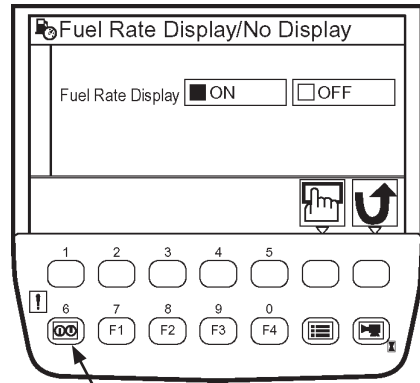 Fuel Rate Display/No Display
Fuel Rate Display ■ON □OFF
1 2 3 4 5
!
6 7 8 9 0
F1 F2 F3 F4